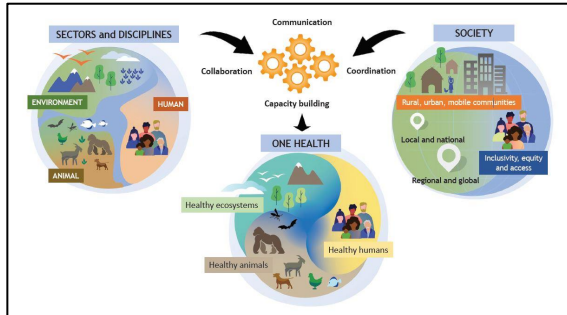 Communication
SECTORS and DISCIPLINES
SOCIETY
Collaboration
Coordination
ENVIRONMENT
HUMAN
ANIMAL
Capacity building
Rural, urban, mobile communities
Local and national
Inclusivity, equity
and access
Regional and global
ONE HEALTH
Healthy ecosystems
Healthy humans
Healthy animals